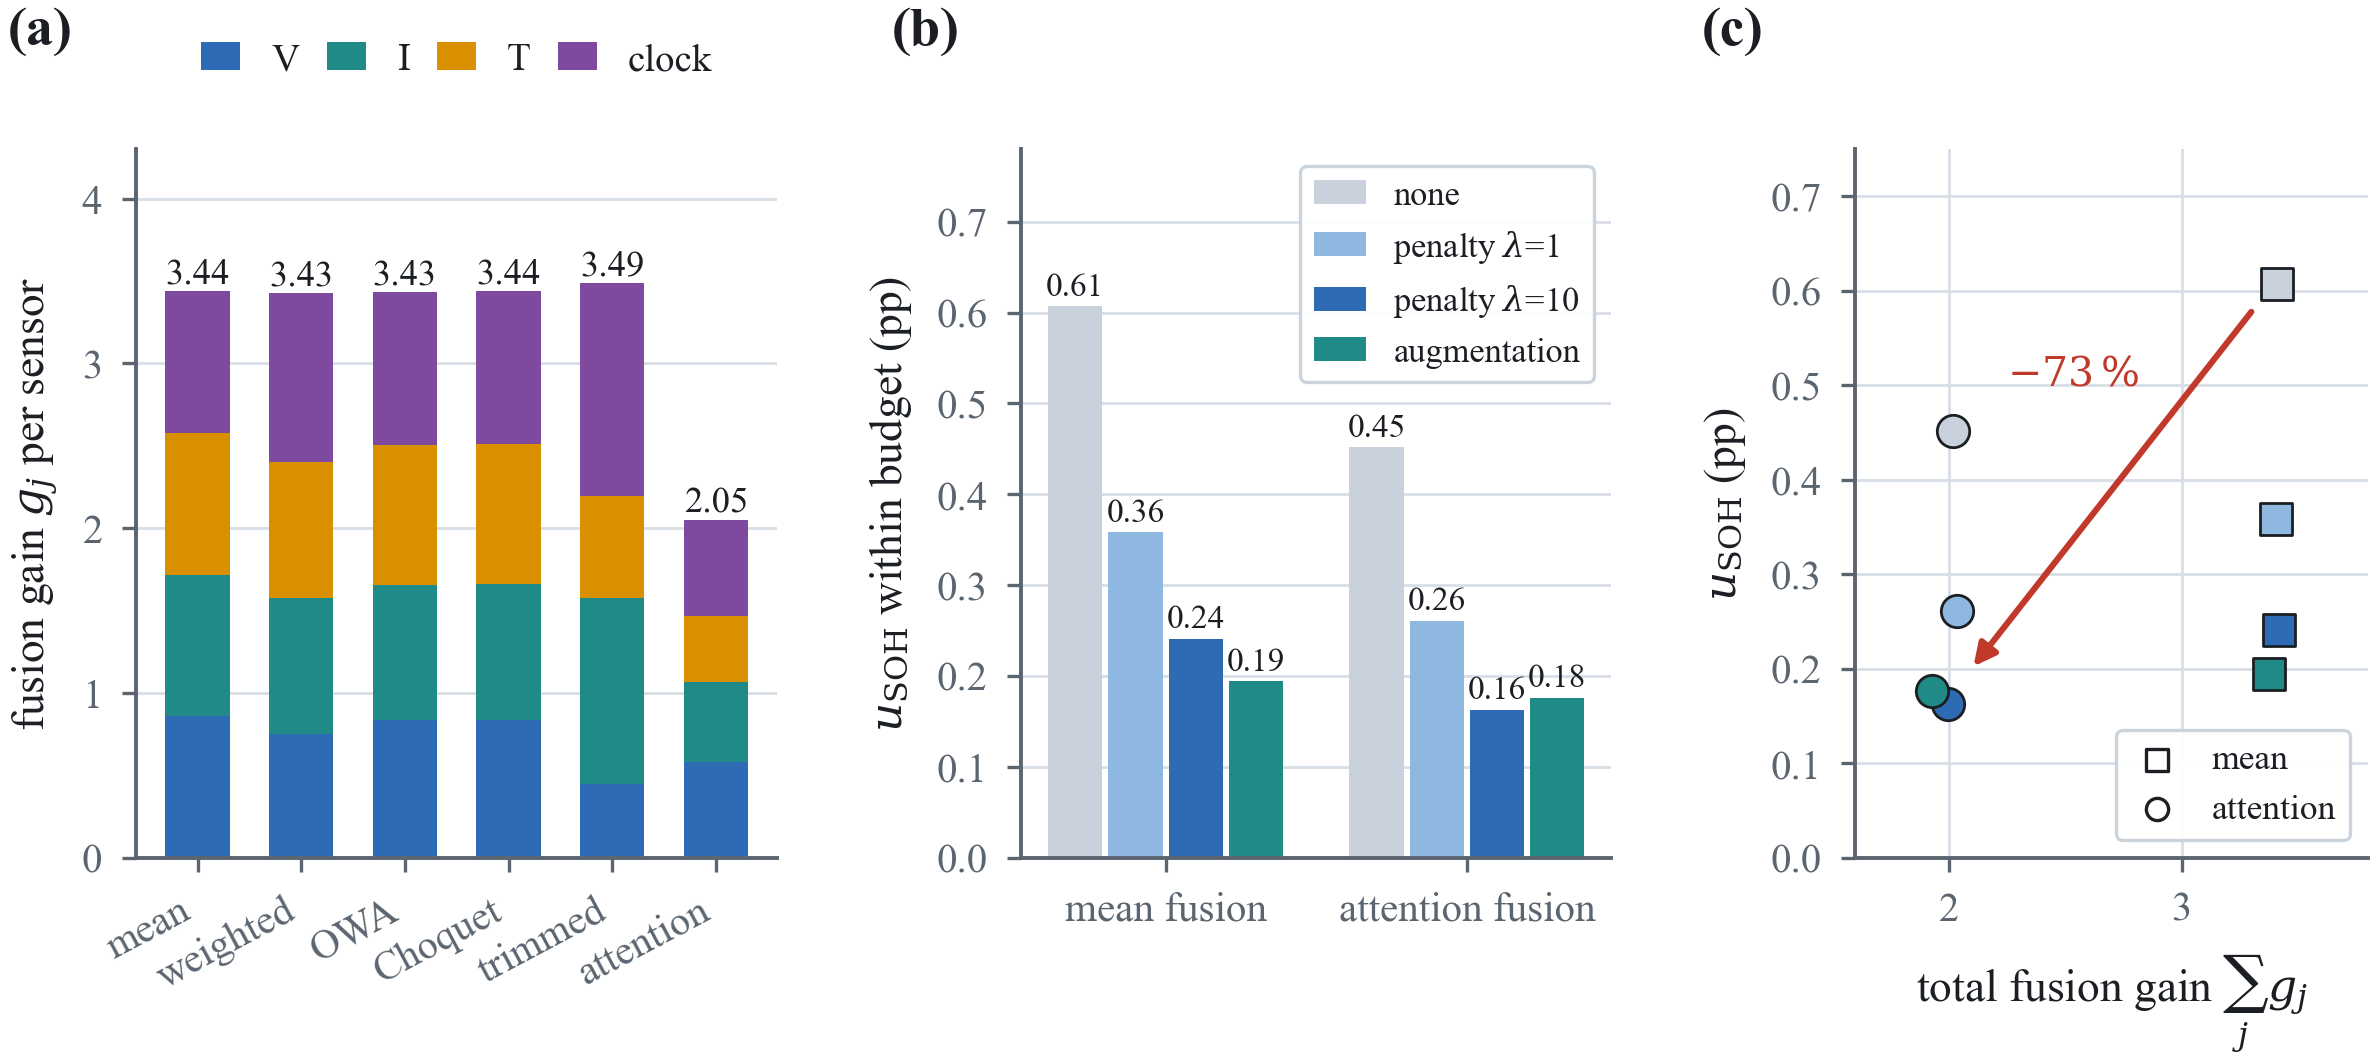 (a)
V I T clock
fusion gain g_j per sensor
4
3
2
1
0
3.44 3.43 3.43 3.44 3.49 2.05
mean weighted OWA Choquet trimmed attention
(b)
u_SOH within budget (pp)
0.7
0.6
0.5
0.4
0.3
0.2
0.1
0.0
none
penalty λ=1
penalty λ=10
augmentation
0.61 0.36 0.24 0.19 0.45 0.26 0.16 0.18
mean fusion attention fusion
(c)
u_SOH (pp)
0.7
0.6
0.5
0.4
0.3
0.2
0.1
0.0
−73 %
mean
attention
2 3
total fusion gain ∑_j g_j